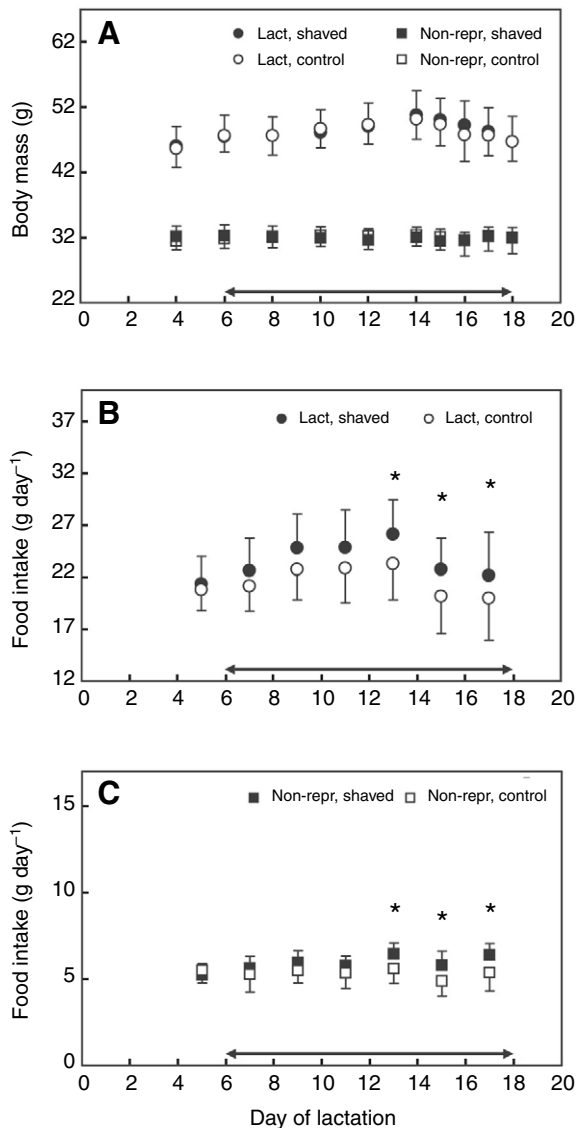 A
Lact, shaved
Non-repr, shaved
Lact, control
Non-repr, control
Body mass (g)
62
52
42
32
22
0 2 4 6 8 10 12 14 16 18 20
B
Lact, shaved
Lact, control
Food intake (g day–1)
37
32
27
22
17
12
* * *
0 2 4 6 8 10 12 14 16 18 20
C
Non-repr, shaved
Non-repr, control
Food intake (g day–1)
15
10
5
0
* * *
0 2 4 6 8 10 12 14 16 18 20
Day of lactation